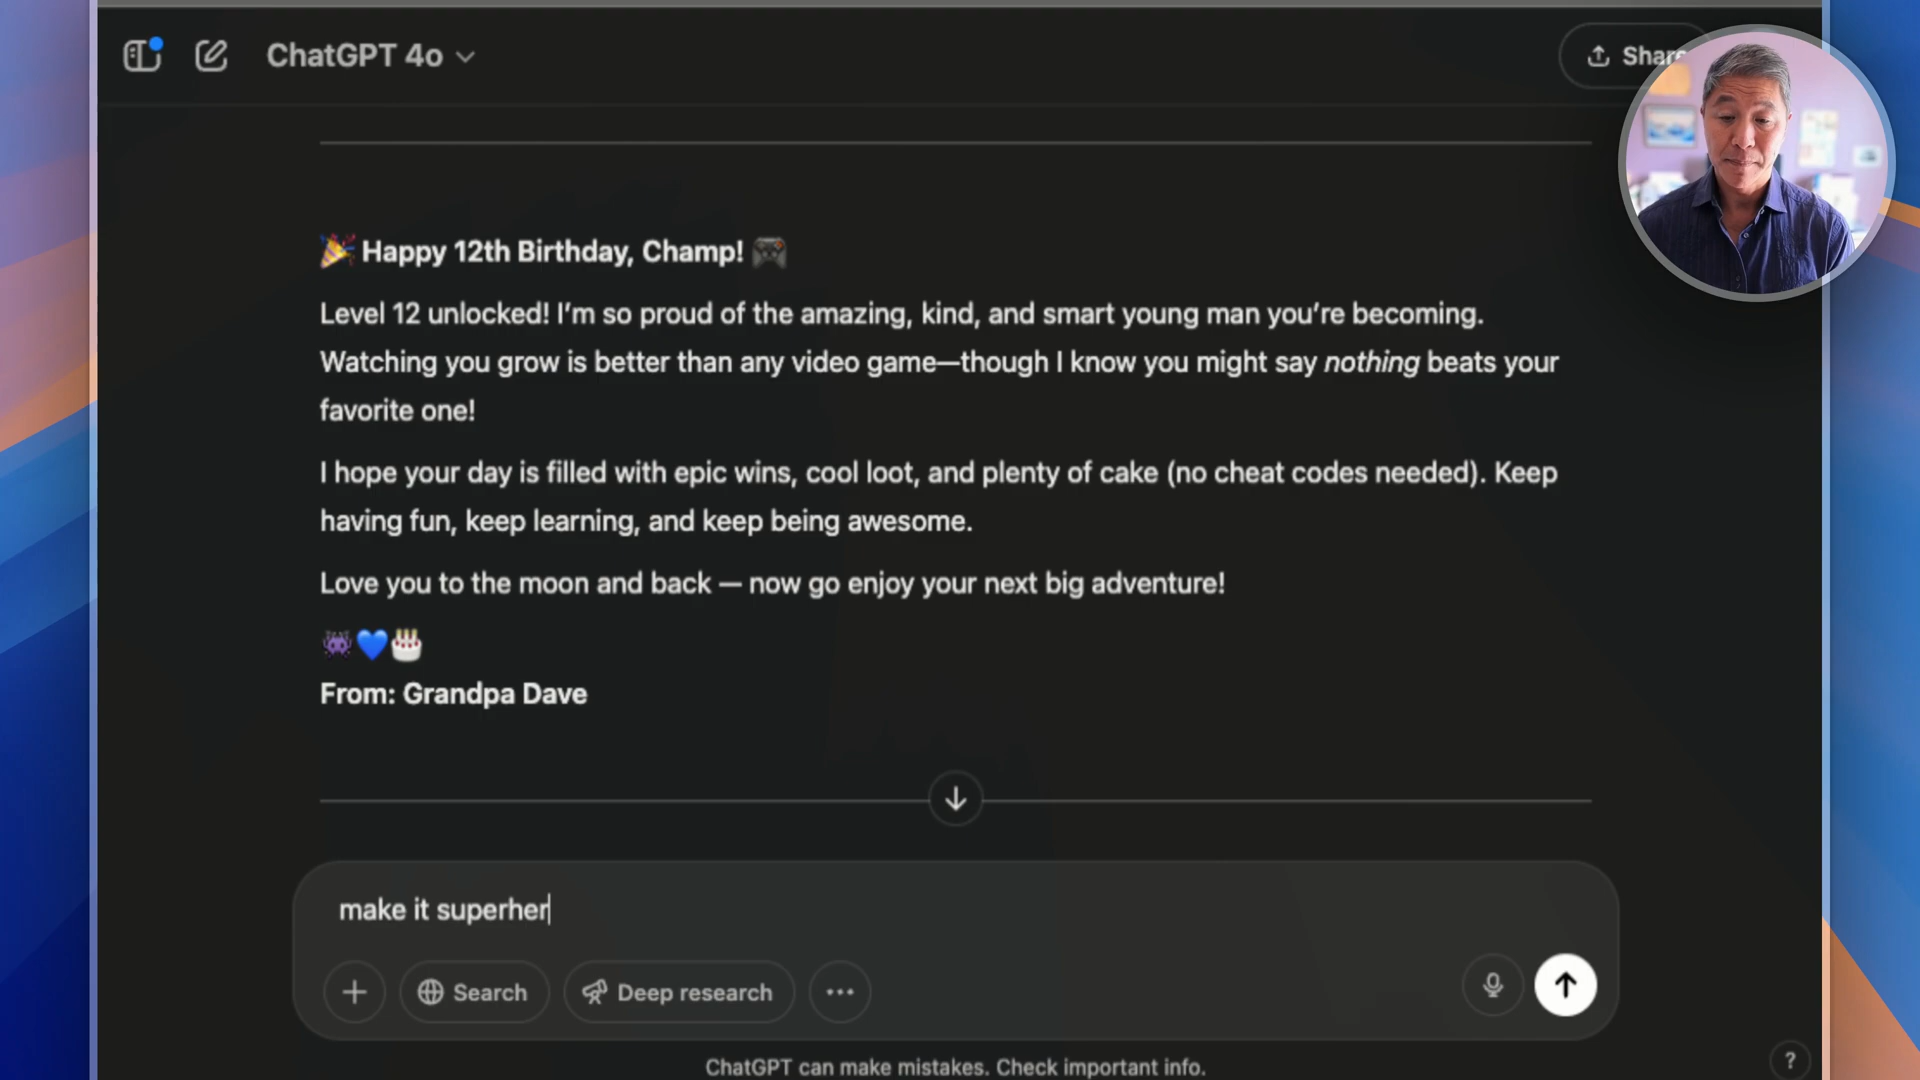 ChatGPT 4o
Share
🎉 Happy 12th Birthday, Champ! 🎮
Level 12 unlocked! I’m so proud of the amazing, kind, and smart young man you’re becoming.
Watching you grow is better than any video game—though I know you might say nothing beats your
favorite one!
I hope your day is filled with epic wins, cool loot, and plenty of cake (no cheat codes needed). Keep
having fun, keep learning, and keep being awesome.
Love you to the moon and back — now go enjoy your next big adventure!
👾💙🎂
From: Grandpa Dave
make it superher
Search
Deep research
ChatGPT can make mistakes. Check important info.
?